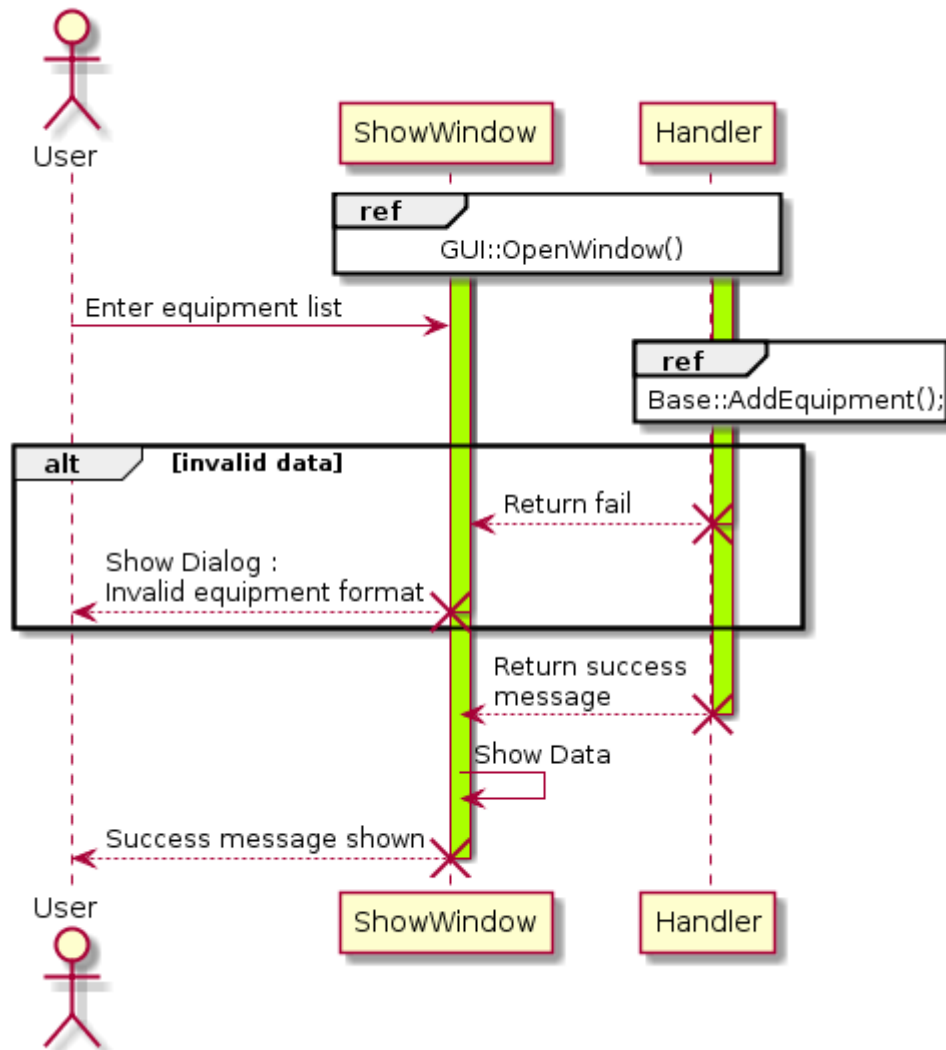 User
ShowWindow
Handler
ref
GUI::OpenWindow()
Enter equipment list
ref
Base::AddEquipment();
alt
[invalid data]
Return fail
Show Dialog :
Invalid equipment format
Return success
message
Show Data
Success message shown
User
ShowWindow
Handler